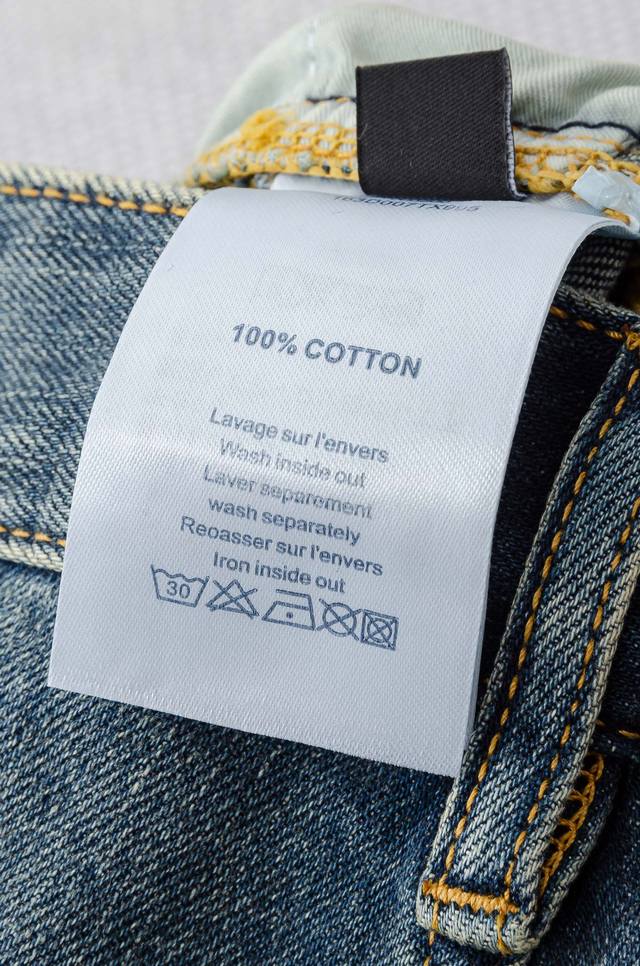 100% COTTON
Lavage sur l'envers
Wash inside out
Laver separement
wash separately
Reoasser sur l'envers
Iron inside out
30